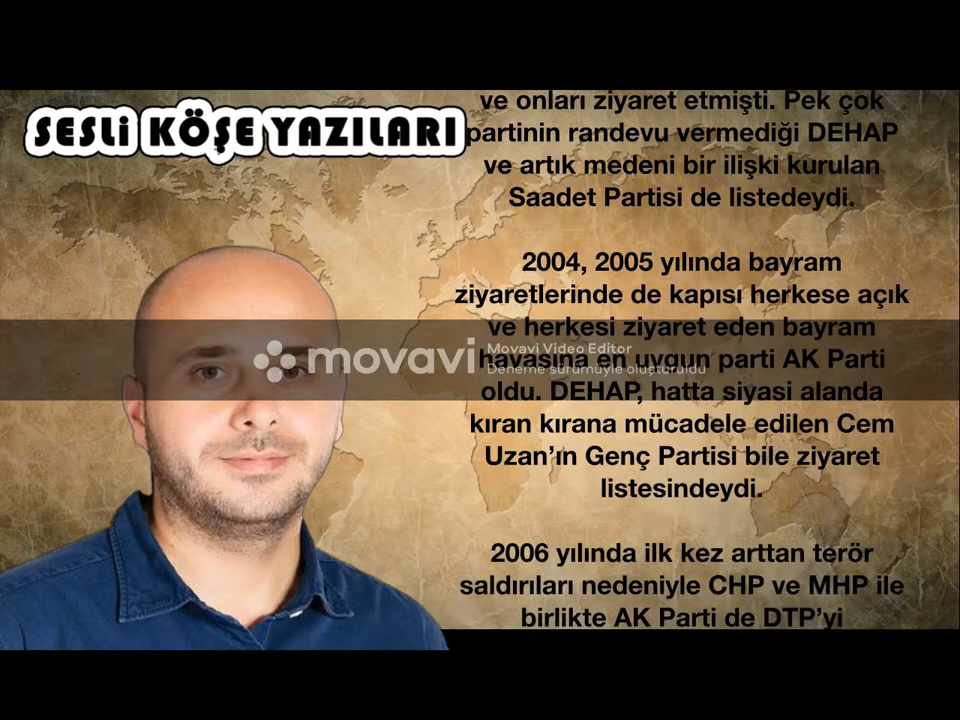 SESLİ KÖŞE YAZILARI
ve onları ziyaret etmişti. Pek çok
partinin randevu vermediği DEHAP
ve artık medeni bir ilişki kurulan
Saadet Partisi de listedeydi.
2004, 2005 yılında bayram
ziyaretlerinde de kapısı herkese açık
ve herkesi ziyaret eden bayram
havasına en uygun parti AK Parti
oldu. DEHAP, hatta siyasi alanda
kıran kırana mücadele edilen Cem
Uzan’ın Genç Partisi bile ziyaret
listesindeydi.
2006 yılında ilk kez arttan terör
saldırıları nedeniyle CHP ve MHP ile
birlikte AK Parti de DTP’yi
movavi
Movavi Video Editor
Deneme sürümüyle oluşturuldu